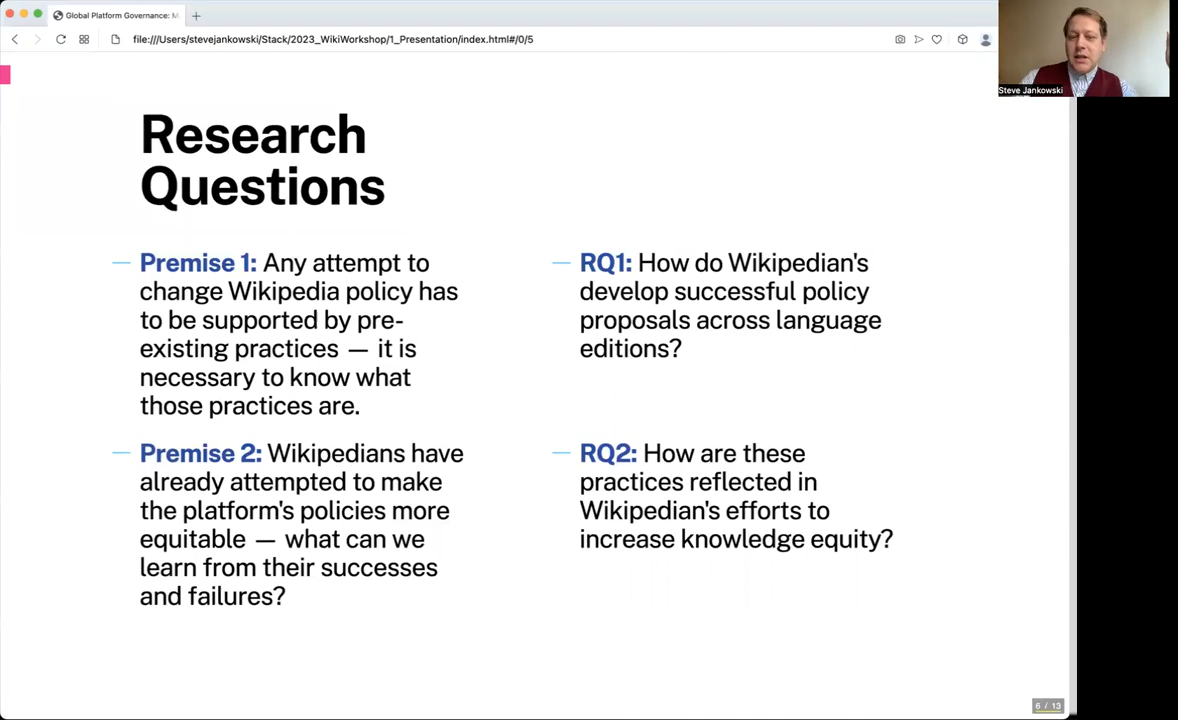 Global Platform Governance: M
file:///Users/stevejankowski/Stack/2023_WikiWorkshop/1_Presentation/index.html#/0/5
Steve Jankowski
Research
Questions
— Premise 1: Any attempt to
change Wikipedia policy has
to be supported by pre-
existing practices — it is
necessary to know what
those practices are.
— Premise 2: Wikipedians have
already attempted to make
the platform's policies more
equitable — what can we
learn from their successes
and failures?
— RQ1: How do Wikipedian's
develop successful policy
proposals across language
editions?
— RQ2: How are these
practices reflected in
Wikipedian's efforts to
increase knowledge equity?
6 / 13